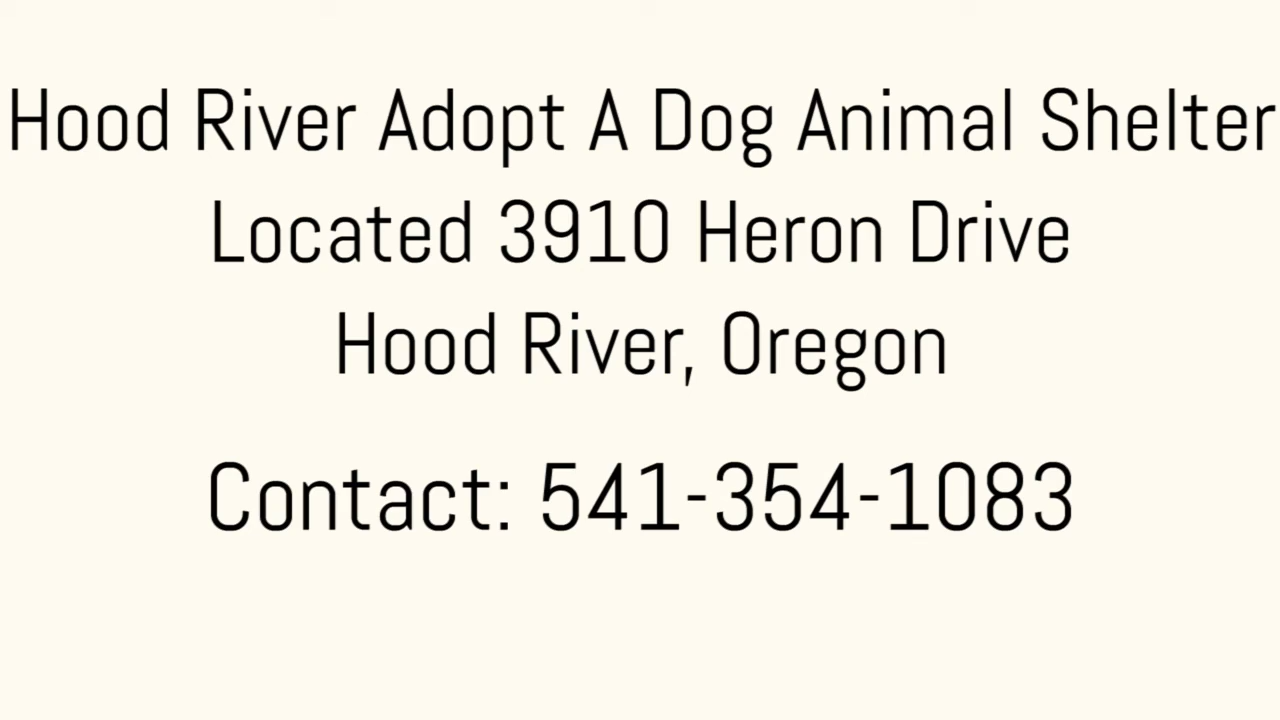 Hood River Adopt A Dog Animal Shelter
Located 3910 Heron Drive
Hood River, Oregon
Contact: 541-354-1083